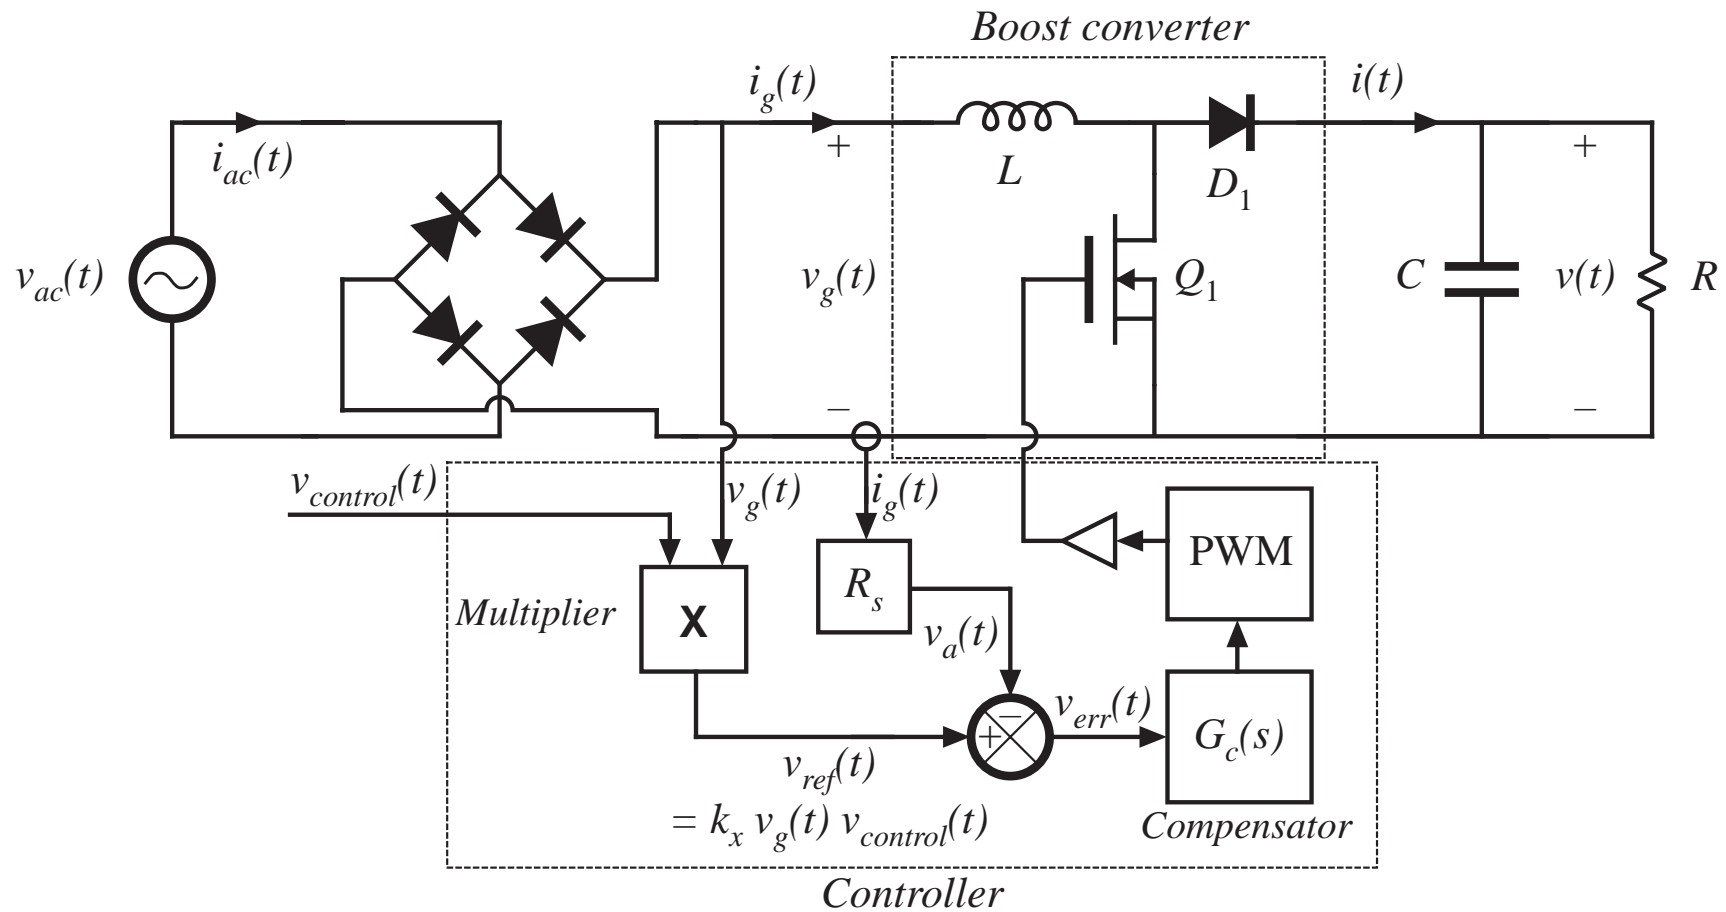 Boost converter
i_g(t)
i(t)
i_ac(t)
+
+
L
D_1
v_ac(t)
v_g(t)
Q_1
C
v(t)
R
–
–
v_control(t)
v_g(t)
i_g(t)
PWM
R_s
Multiplier
X
v_a(t)
v_err(t)
–
+
G_c(s)
v_ref(t)
= k_x v_g(t) v_control(t)
Compensator
Controller